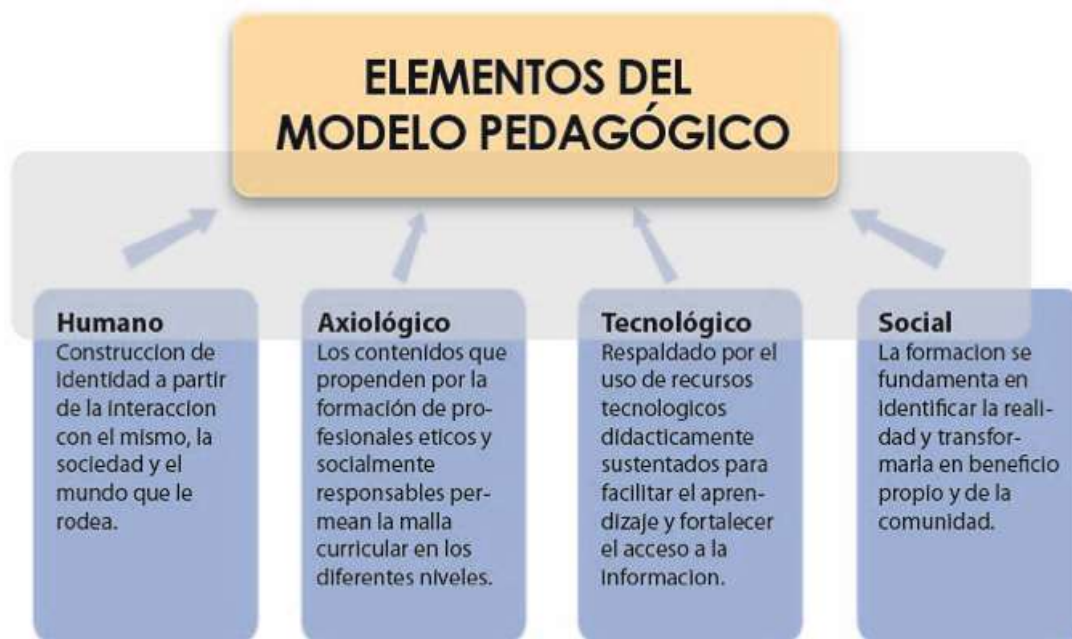 ELEMENTOS DEL
MODELO PEDAGÓGICO
Humano
Construccion de
identidad a partir
de la interaccion
con el mismo, la
sociedad y el
mundo que le
rodea.
Axiológico
Los contenidos que
propenden por la
formación de pro-
fesionales eticos y
socialmente
responsables per-
mean la malla
curricular en los
diferentes niveles.
Tecnológico
Respaldado por el
uso de recursos
tecnologicos
didacticamente
sustentados para
facilitar el apren-
dizaje y fortalecer
el acceso a la
informacion.
Social
La formacion se
fundamenta en
identificar la reali-
dad y transfor-
marla en beneficio
propio y de la
comunidad.